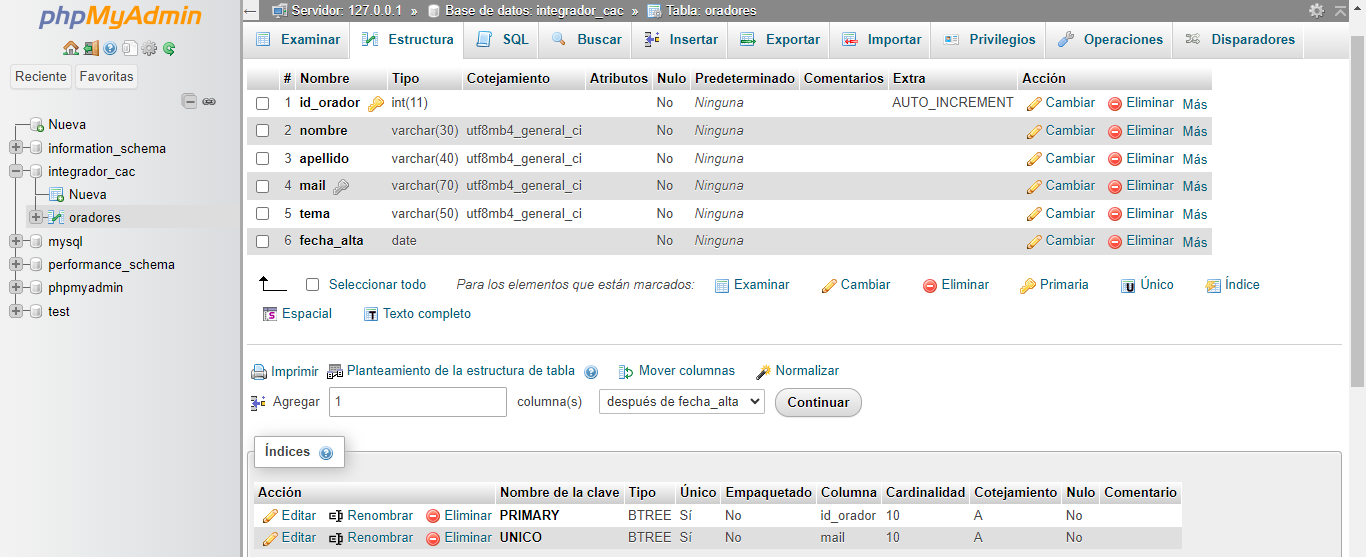 phpMyAdmin
Reciente Favoritas
Nueva
information_schema
integrador_cac
Nueva
oradores
mysql
performance_schema
phpmyadmin
test
← Servidor: 127.0.0.1 » Base de datos: integrador_cac » Tabla: oradores
Examinar Estructura SQL Buscar Insertar Exportar Importar Privilegios Operaciones Disparadores
# Nombre Tipo Cotejamiento Atributos Nulo Predeterminado Comentarios Extra Acción
1 id_orador int(11) No Ninguna AUTO_INCREMENT Cambiar Eliminar Más
2 nombre varchar(30) utf8mb4_general_ci No Ninguna Cambiar Eliminar Más
3 apellido varchar(40) utf8mb4_general_ci No Ninguna Cambiar Eliminar Más
4 mail varchar(70) utf8mb4_general_ci No Ninguna Cambiar Eliminar Más
5 tema varchar(50) utf8mb4_general_ci No Ninguna Cambiar Eliminar Más
6 fecha_alta date No Ninguna Cambiar Eliminar Más
Seleccionar todo Para los elementos que están marcados: Examinar Cambiar Eliminar Primaria Único Índice
Espacial Texto completo
Imprimir Planteamiento de la estructura de tabla Mover columnas Normalizar
Agregar 1 columna(s) después de fecha_alta Continuar
Índices
Acción Nombre de la clave Tipo Único Empaquetado Columna Cardinalidad Cotejamiento Nulo Comentario
Editar Renombrar Eliminar PRIMARY BTREE Sí No id_orador 10 A No
Editar Renombrar Eliminar UNICO BTREE Sí No mail 10 A No